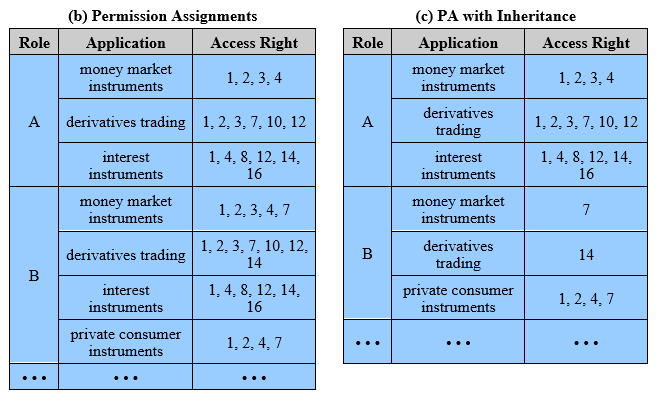 (b) Permission Assignments
Role Application Access Right
A
money market
instruments
1, 2, 3, 4
derivatives trading
1, 2, 3, 7, 10, 12
interest
instruments
1, 4, 8, 12, 14,
16
B
money market
instruments
1, 2, 3, 4, 7
derivatives trading
1, 2, 3, 7, 10, 12,
14
interest
instruments
1, 4, 8, 12, 14,
16
private consumer
instruments
1, 2, 4, 7
••• ••• •••
(c) PA with Inheritance
Role Application Access Right
A
money market
instruments
1, 2, 3, 4
derivatives
trading
1, 2, 3, 7, 10, 12
interest
instruments
1, 4, 8, 12, 14,
16
B
money market
instruments
7
derivatives
trading
14
private consumer
instruments
1, 2, 4, 7
••• ••• •••